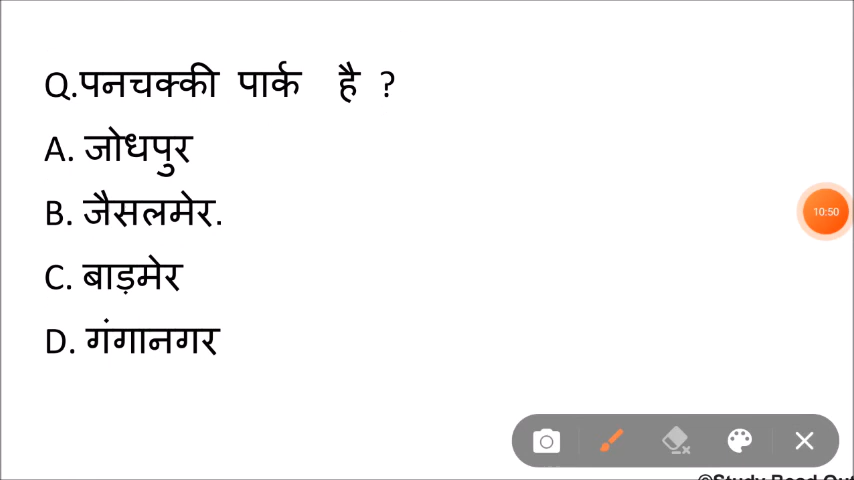 Q.पनचक्की पार्क है ?
A. जोधपुर
B. जैसलमेर.
C. बाड़मेर
D. गंगानगर
10:50